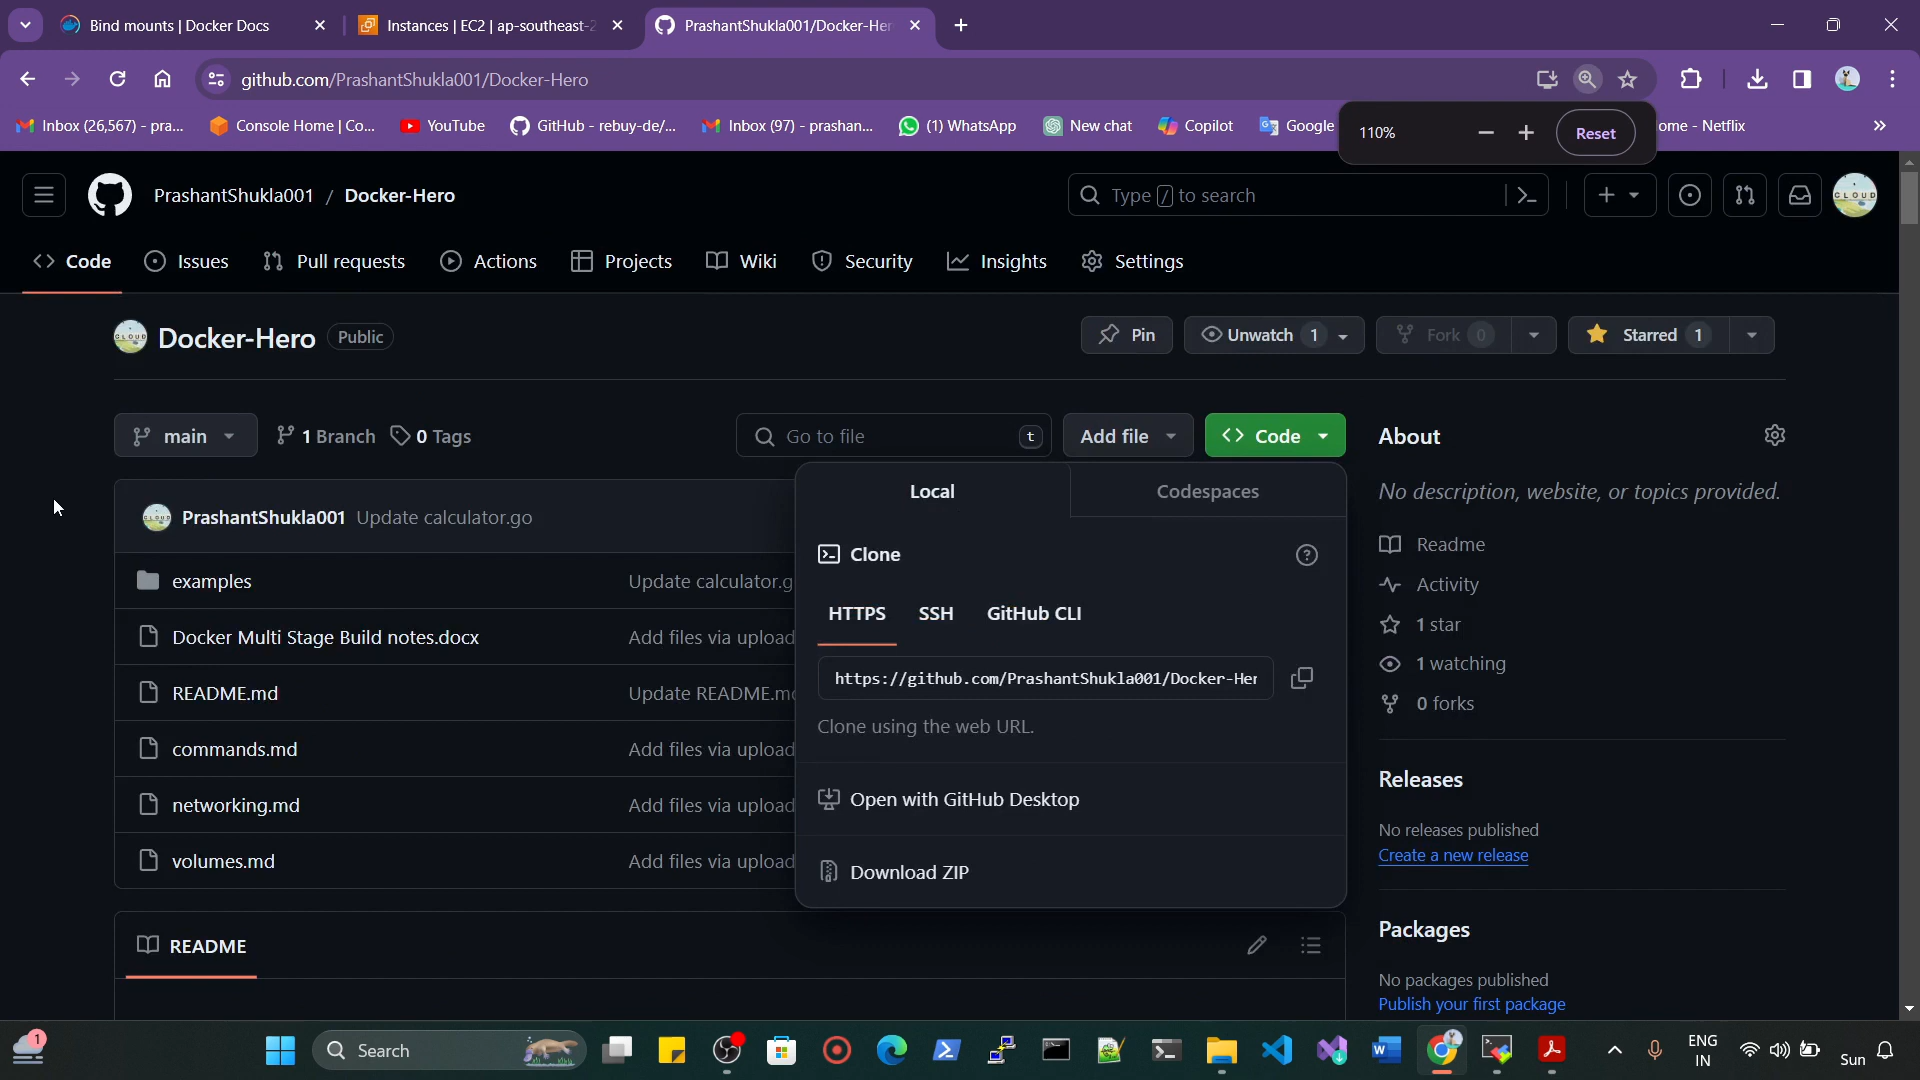 Bind mounts | Docker Docs
Instances | EC2 | ap-southeast-2
PrashantShukla001/Docker-Her
github.com/PrashantShukla001/Docker-Hero
Inbox (26,567) - pra...
Console Home | Co...
YouTube
GitHub - rebuy-de/...
Inbox (97) - prashan...
(1) WhatsApp
New chat
Copilot
Google
ome - Netflix
110%
Reset
PrashantShukla001 / Docker-Hero
Type / to search
Code
Issues
Pull requests
Actions
Projects
Wiki
Security
Insights
Settings
Docker-Hero
Public
Pin
Unwatch 1
Fork 0
Starred 1
main
1 Branch
0 Tags
Go to file
t
Add file
Code
About
No description, website, or topics provided.
Local
Codespaces
PrashantShukla001 Update calculator.go
Clone
HTTPS
SSH
GitHub CLI
https://github.com/PrashantShukla001/Docker-Her
Clone using the web URL.
Open with GitHub Desktop
Download ZIP
examples
Update calculator.g
Docker Multi Stage Build notes.docx
Add files via upload
README.md
Update README.m
commands.md
Add files via upload
networking.md
Add files via upload
volumes.md
Add files via upload
README
Readme
Activity
1 star
1 watching
0 forks
Releases
No releases published
Create a new release
Packages
No packages published
Publish your first package
1
Search
ENG
IN
Sun